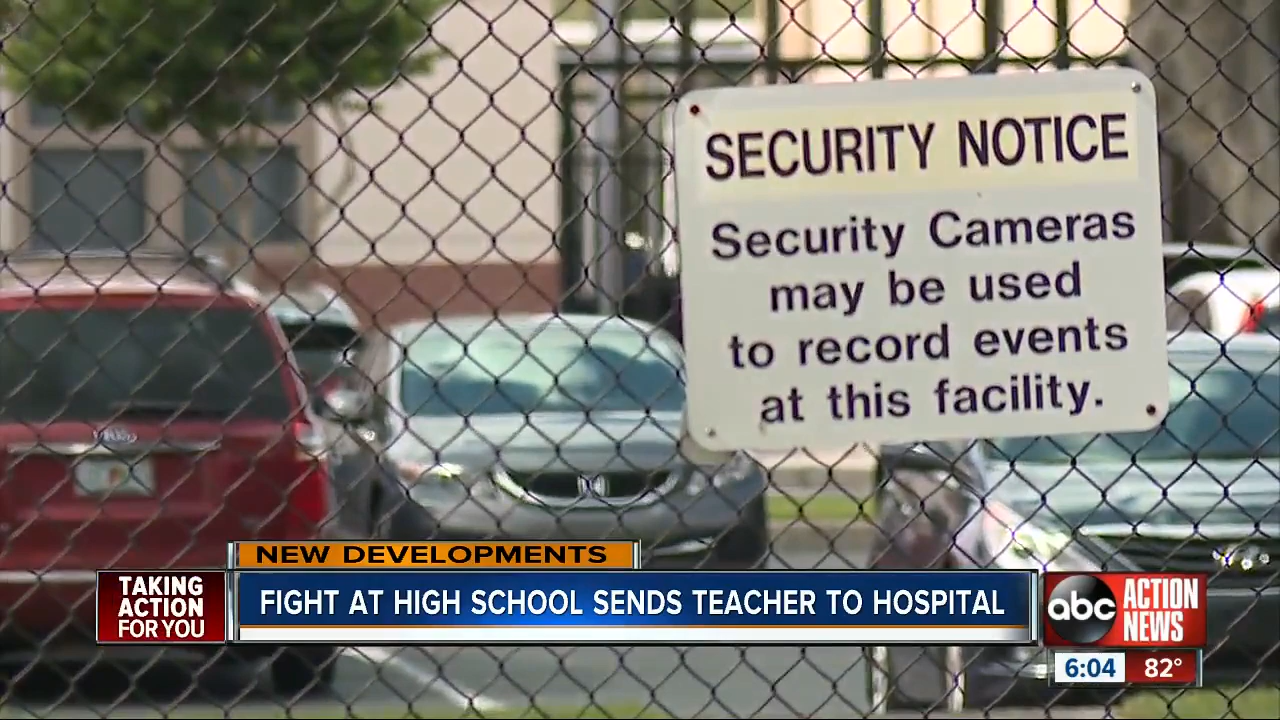 SECURITY NOTICE
Security Cameras
may be used
to record events
at this facility.
NEW DEVELOPMENTS
TAKING
ACTION
FOR YOU
FIGHT AT HIGH SCHOOL SENDS TEACHER TO HOSPITAL
abc
ACTION
NEWS
6:04
82°